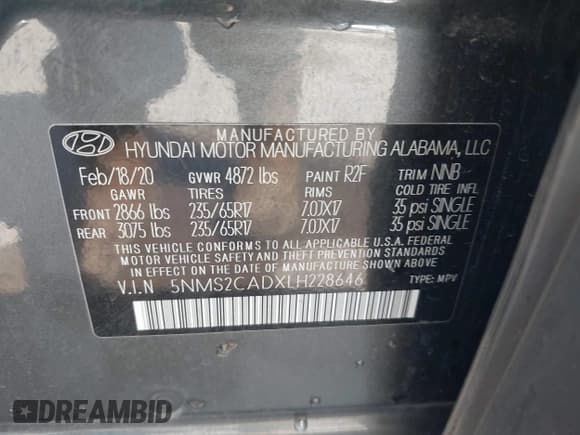 MANUFACTURED BY
HYUNDAI MOTOR MANUFACTURING ALABAMA, LLC
Feb/18/20 GVWR 4872 lbs PAINT R2F TRIM NNB
GAWR TIRES RIMS COLD TIRE INFL
FRONT 2866 lbs 235/65R17 7.0JX17 35 psi SINGLE
REAR 3075 lbs 235/65R17 7.0JX17 35 psi SINGLE
THIS VEHICLE CONFORMS TO ALL APPLICABLE U.S.A. FEDERAL
MOTOR VEHICLE SAFETY AND THEFT PREVENTION STANDARDS
IN EFFECT ON THE DATE OF MANUFACTURE SHOWN ABOVE.
V.I.N 5NMS2CADXLH228646 TYPE: MPV
DREAMBID